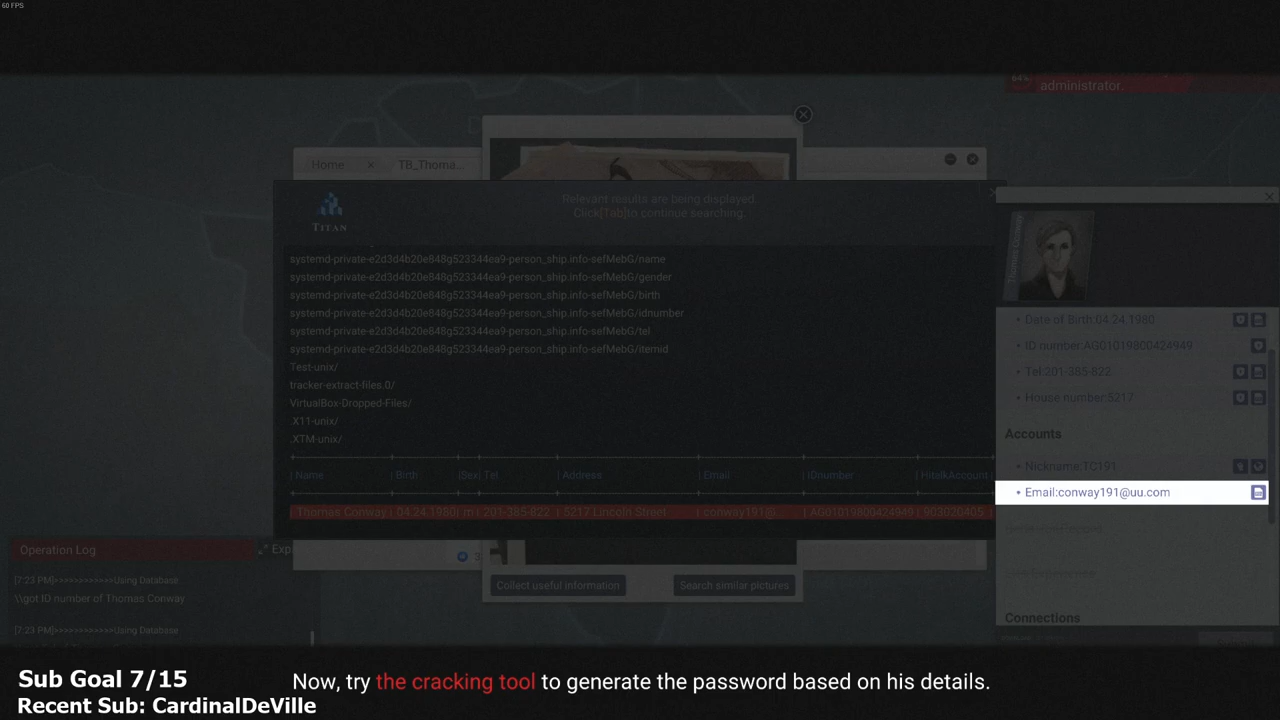 60 FPS
64%
administrator.
Home
TB_Thoma...
Relevant results are being displayed.
Click[Tab]to continue searching.
TITAN
systemd-private-e2d3d4b20e848g523344ea9-person_ship.info-sefMebG/name
systemd-private-e2d3d4b20e848g523344ea9-person_ship.info-sefMebG/gender
systemd-private-e2d3d4b20e848g523344ea9-person_ship.info-sefMebG/birth
systemd-private-e2d3d4b20e848g523344ea9-person_ship.info-sefMebG/idnumber
systemd-private-e2d3d4b20e848g523344ea9-person_ship.info-sefMebG/tel
systemd-private-e2d3d4b20e848g523344ea9-person_ship.info-sefMebG/itemid
Test-unix/
tracker-extract-files.0/
VirtualBox-Dropped-Files/
.X11-unix/
.XTM-unix/
| Name | Birth |Sex| Tel | Address | Email | IDnumber | HitalkAccount |
| Thomas Conway | 04.24.1980| m | 201-385-822 | 5217 Lincoln Street | conway191@ | AG01019800424949 | 903020405
Thomas Conway
• Date of Birth:04.24.1980
• ID number:AG01019800424949
• Tel:201-385-822
• House number:5217
Accounts
• Nickname:TC191
• Email:conway191@uu.com
Connections
Operation Log
Exp
3
[7:23 PM]>>>>>>>>>>>>Using Database
\\got ID number of Thomas Conway
[7:23 PM]>>>>>>>>>>>>Using Database
Collect useful information
Search similar pictures
Sub Goal 7/15
Recent Sub: CardinalDeVille
Now, try the cracking tool to generate the password based on his details.